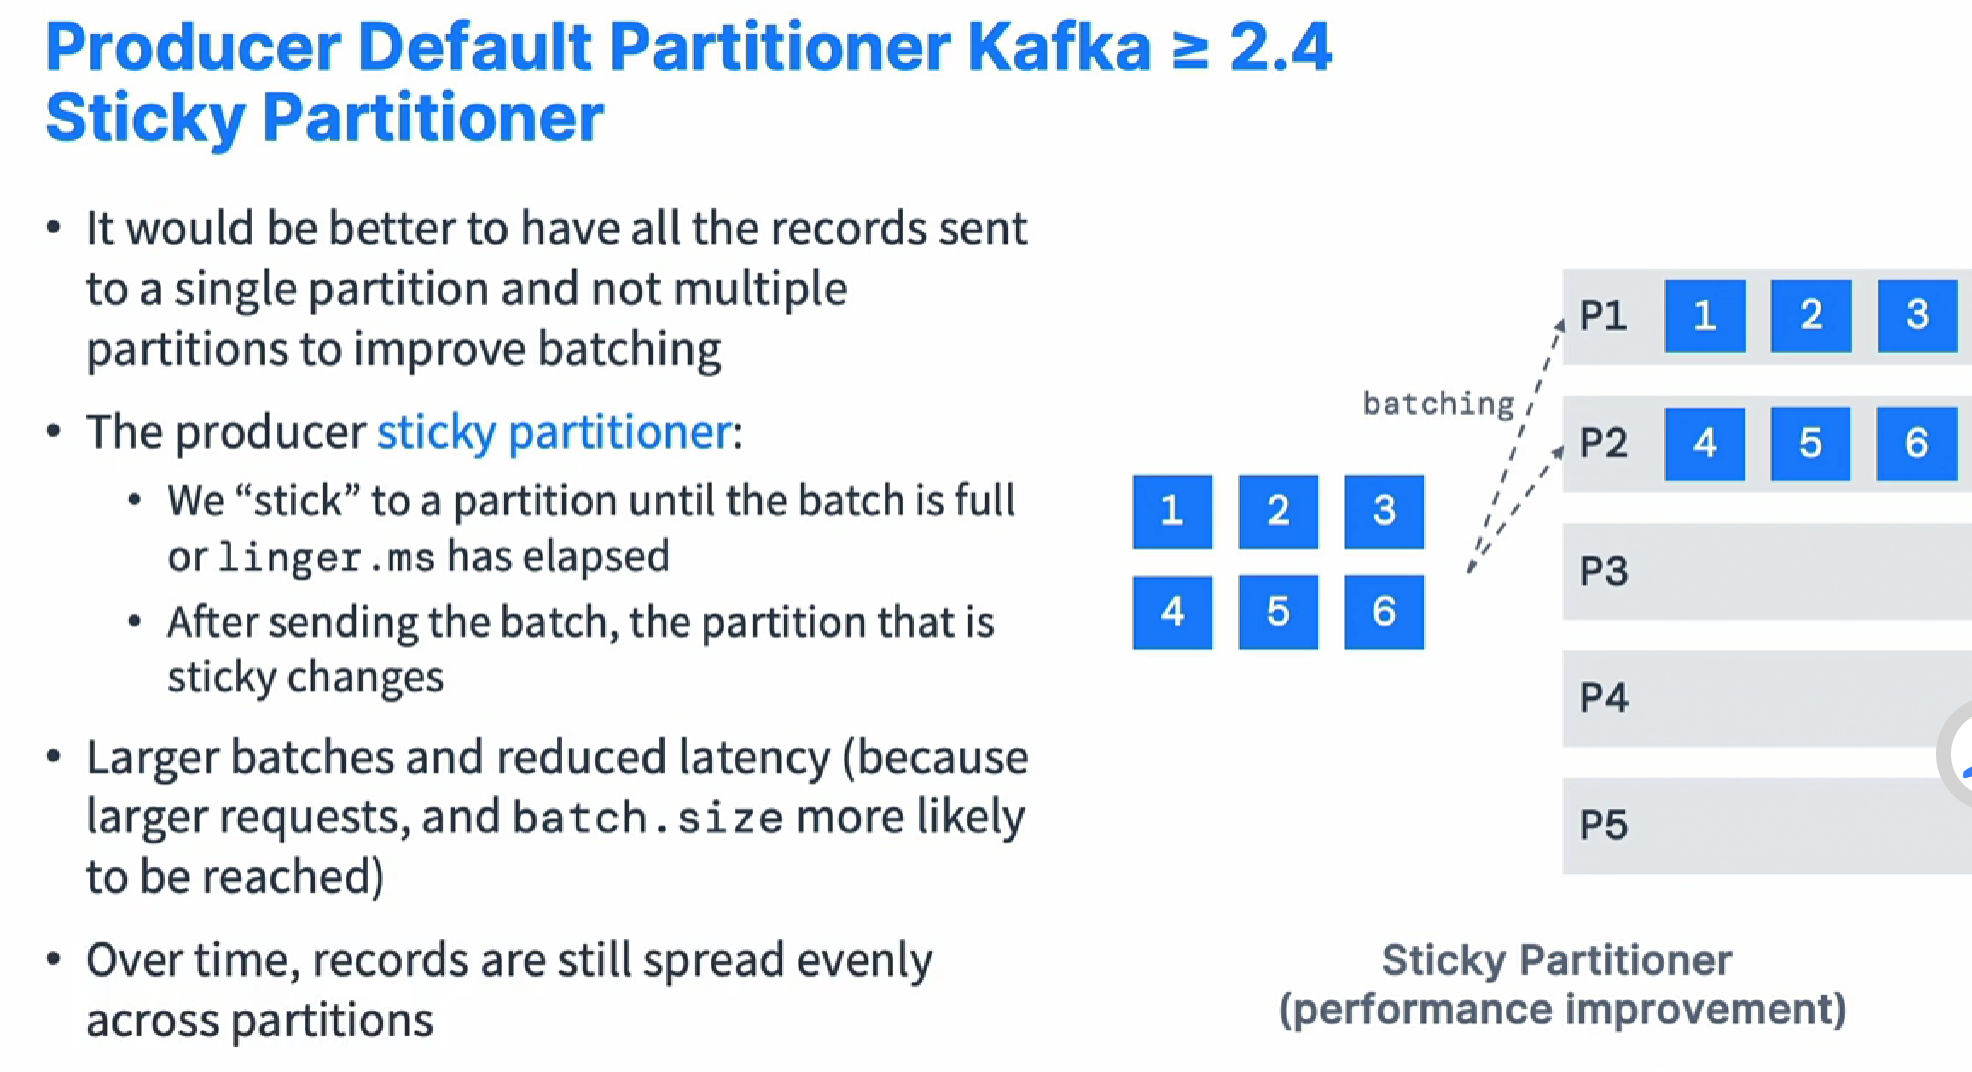 Producer Default Partitioner Kafka ≥ 2.4
Sticky Partitioner
• It would be better to have all the records sent
to a single partition and not multiple
partitions to improve batching
• The producer sticky partitioner:
• We “stick” to a partition until the batch is full
or linger.ms has elapsed
• After sending the batch, the partition that is
sticky changes
• Larger batches and reduced latency (because
larger requests, and batch.size more likely
to be reached)
• Over time, records are still spread evenly
across partitions
1 2 3
4 5 6
batching
P1 1 2 3
P2 4 5 6
P3
P4
P5
Sticky Partitioner
(performance improvement)